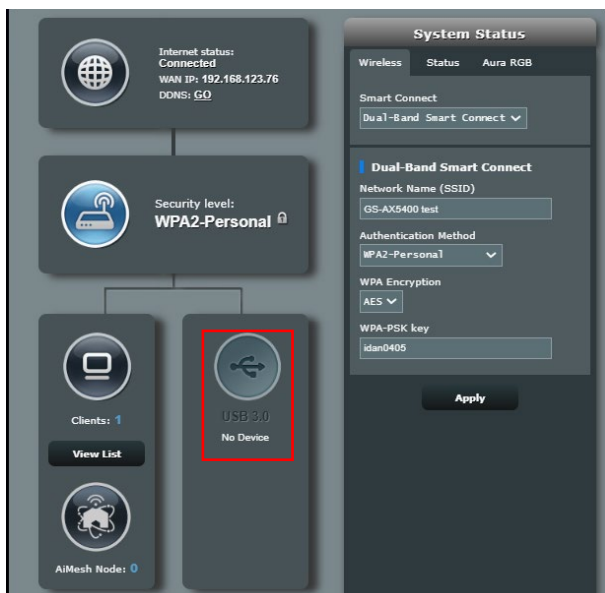 Internet status:
Connected
WAN IP: 192.168.123.76
DDNS: GO
Security level:
WPA2-Personal
Clients: 1
View List
AiMesh Node: 0
USB 3.0
No Device
System Status
Wireless Status Aura RGB
Smart Connect
Dual-Band Smart Connect
Dual-Band Smart Connect
Network Name (SSID)
GS-AX5400 test
Authentication Method
WPA2-Personal
WPA Encryption
AES
WPA-PSK key
idan0405
Apply